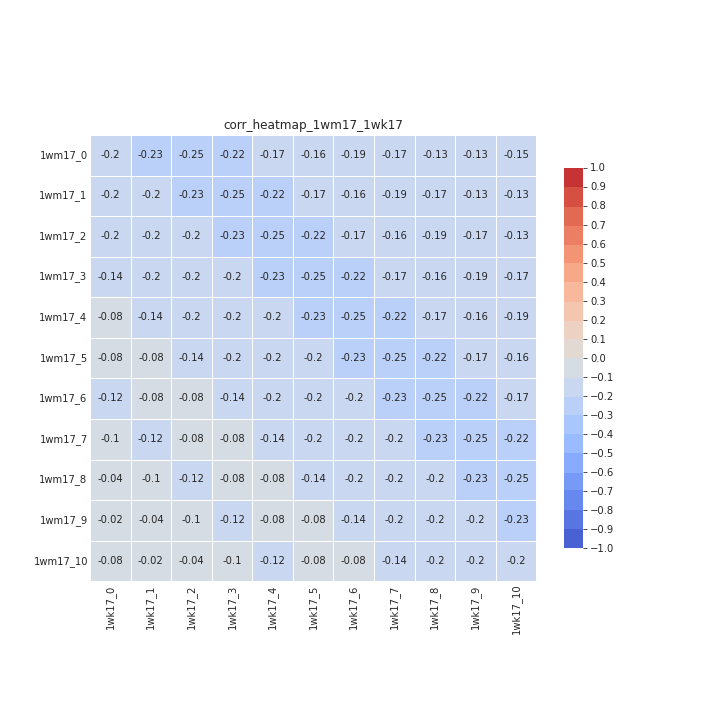 corr_heatmap_1wm17_1wk17
1wm17_0 -0.2 -0.23 -0.25 -0.22 -0.17 -0.16 -0.19 -0.17 -0.13 -0.13 -0.15
1wm17_1 -0.2 -0.2 -0.23 -0.25 -0.22 -0.17 -0.16 -0.19 -0.17 -0.13 -0.13
1wm17_2 -0.2 -0.2 -0.2 -0.23 -0.25 -0.22 -0.17 -0.16 -0.19 -0.17 -0.13
1wm17_3 -0.14 -0.2 -0.2 -0.2 -0.23 -0.25 -0.22 -0.17 -0.16 -0.19 -0.17
1wm17_4 -0.08 -0.14 -0.2 -0.2 -0.2 -0.23 -0.25 -0.22 -0.17 -0.16 -0.19
1wm17_5 -0.08 -0.08 -0.14 -0.2 -0.2 -0.2 -0.23 -0.25 -0.22 -0.17 -0.16
1wm17_6 -0.12 -0.08 -0.08 -0.14 -0.2 -0.2 -0.2 -0.23 -0.25 -0.22 -0.17
1wm17_7 -0.1 -0.12 -0.08 -0.08 -0.14 -0.2 -0.2 -0.2 -0.23 -0.25 -0.22
1wm17_8 -0.04 -0.1 -0.12 -0.08 -0.08 -0.14 -0.2 -0.2 -0.2 -0.23 -0.25
1wm17_9 -0.02 -0.04 -0.1 -0.12 -0.08 -0.08 -0.14 -0.2 -0.2 -0.2 -0.23
1wm17_10 -0.08 -0.02 -0.04 -0.1 -0.12 -0.08 -0.08 -0.14 -0.2 -0.2 -0.2
1wk17_0 1wk17_1 1wk17_2 1wk17_3 1wk17_4 1wk17_5 1wk17_6 1wk17_7 1wk17_8 1wk17_9 1wk17_10
1.0
0.9
0.8
0.7
0.6
0.5
0.4
0.3
0.2
0.1
0.0
−0.1
−0.2
−0.3
−0.4
−0.5
−0.6
−0.7
−0.8
−0.9
−1.0